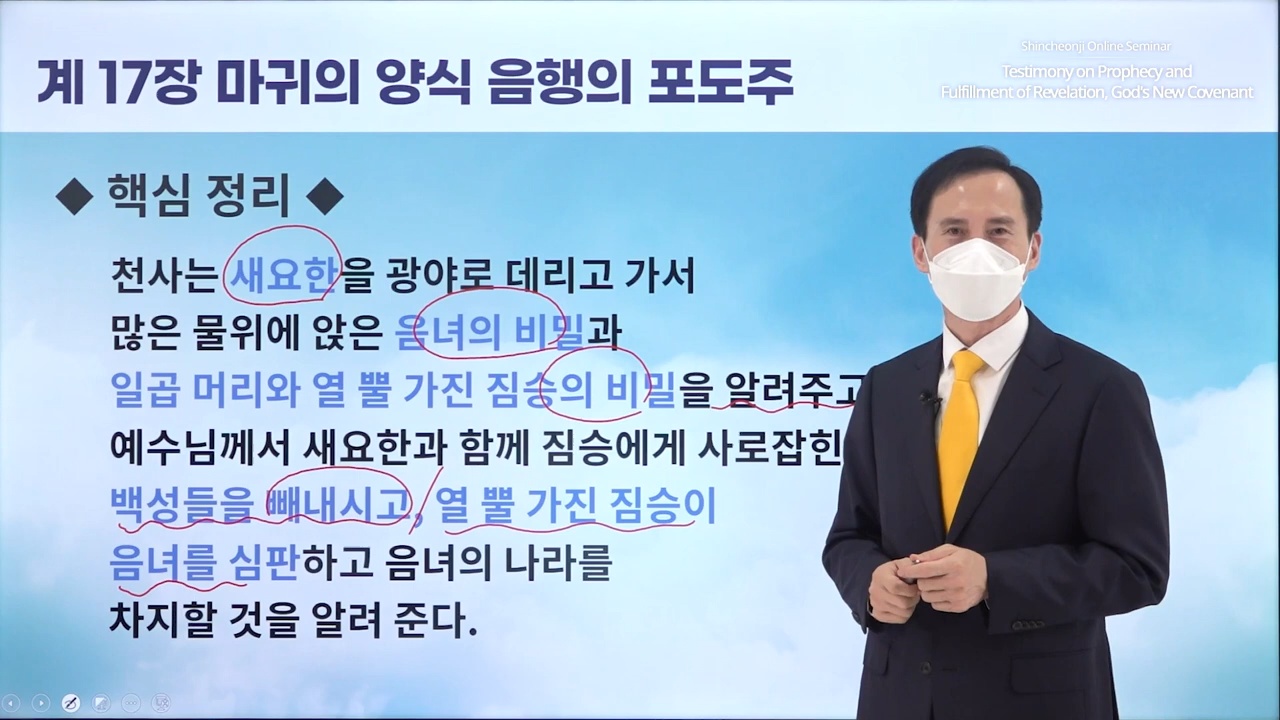 계 17장 마귀의 양식 음행의 포도주
Shincheonji Online Seminar
Testimony on Prophecy and
Fulfillment of Revelation, God's New Covenant
◆ 핵심 정리 ◆
천사는 새요한을 광야로 데리고 가서
많은 물위에 앉은 음녀의 비밀과
일곱 머리와 열 뿔 가진 짐승의 비밀을 알려주고
예수님께서 새요한과 함께 짐승에게 사로잡힌
백성들을 빼내시고, 열 뿔 가진 짐승이
음녀를 심판하고 음녀의 나라를
차지할 것을 알려 준다.